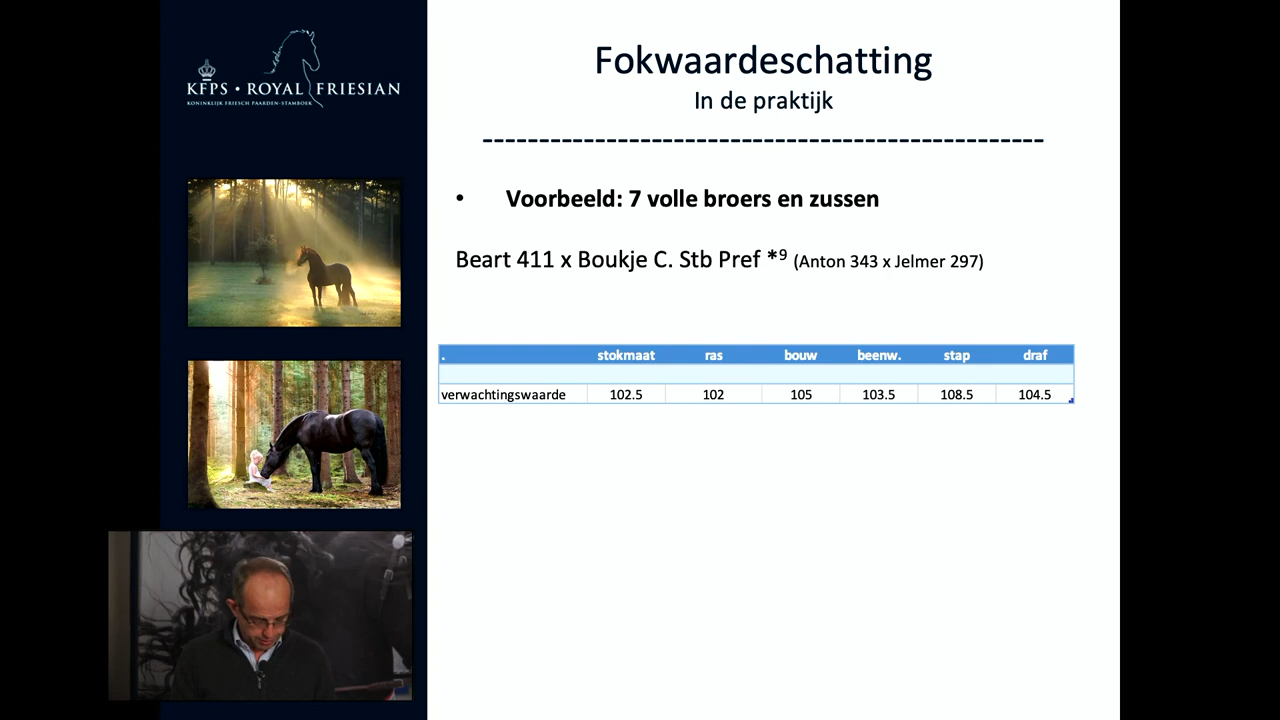 KFPS • ROYAL FRIESIAN
KONINKLIJK FRIESCH PAARDEN-STAMBOEK
Fokwaardeschatting
In de praktijk
------------------------------------------------
• Voorbeeld: 7 volle broers en zussen
Beart 411 x Boukje C. Stb Pref *⁹ (Anton 343 x Jelmer 297)
. stokmaat ras bouw beenw. stap draf
verwachtingswaarde 102.5 102 105 103.5 108.5 104.5